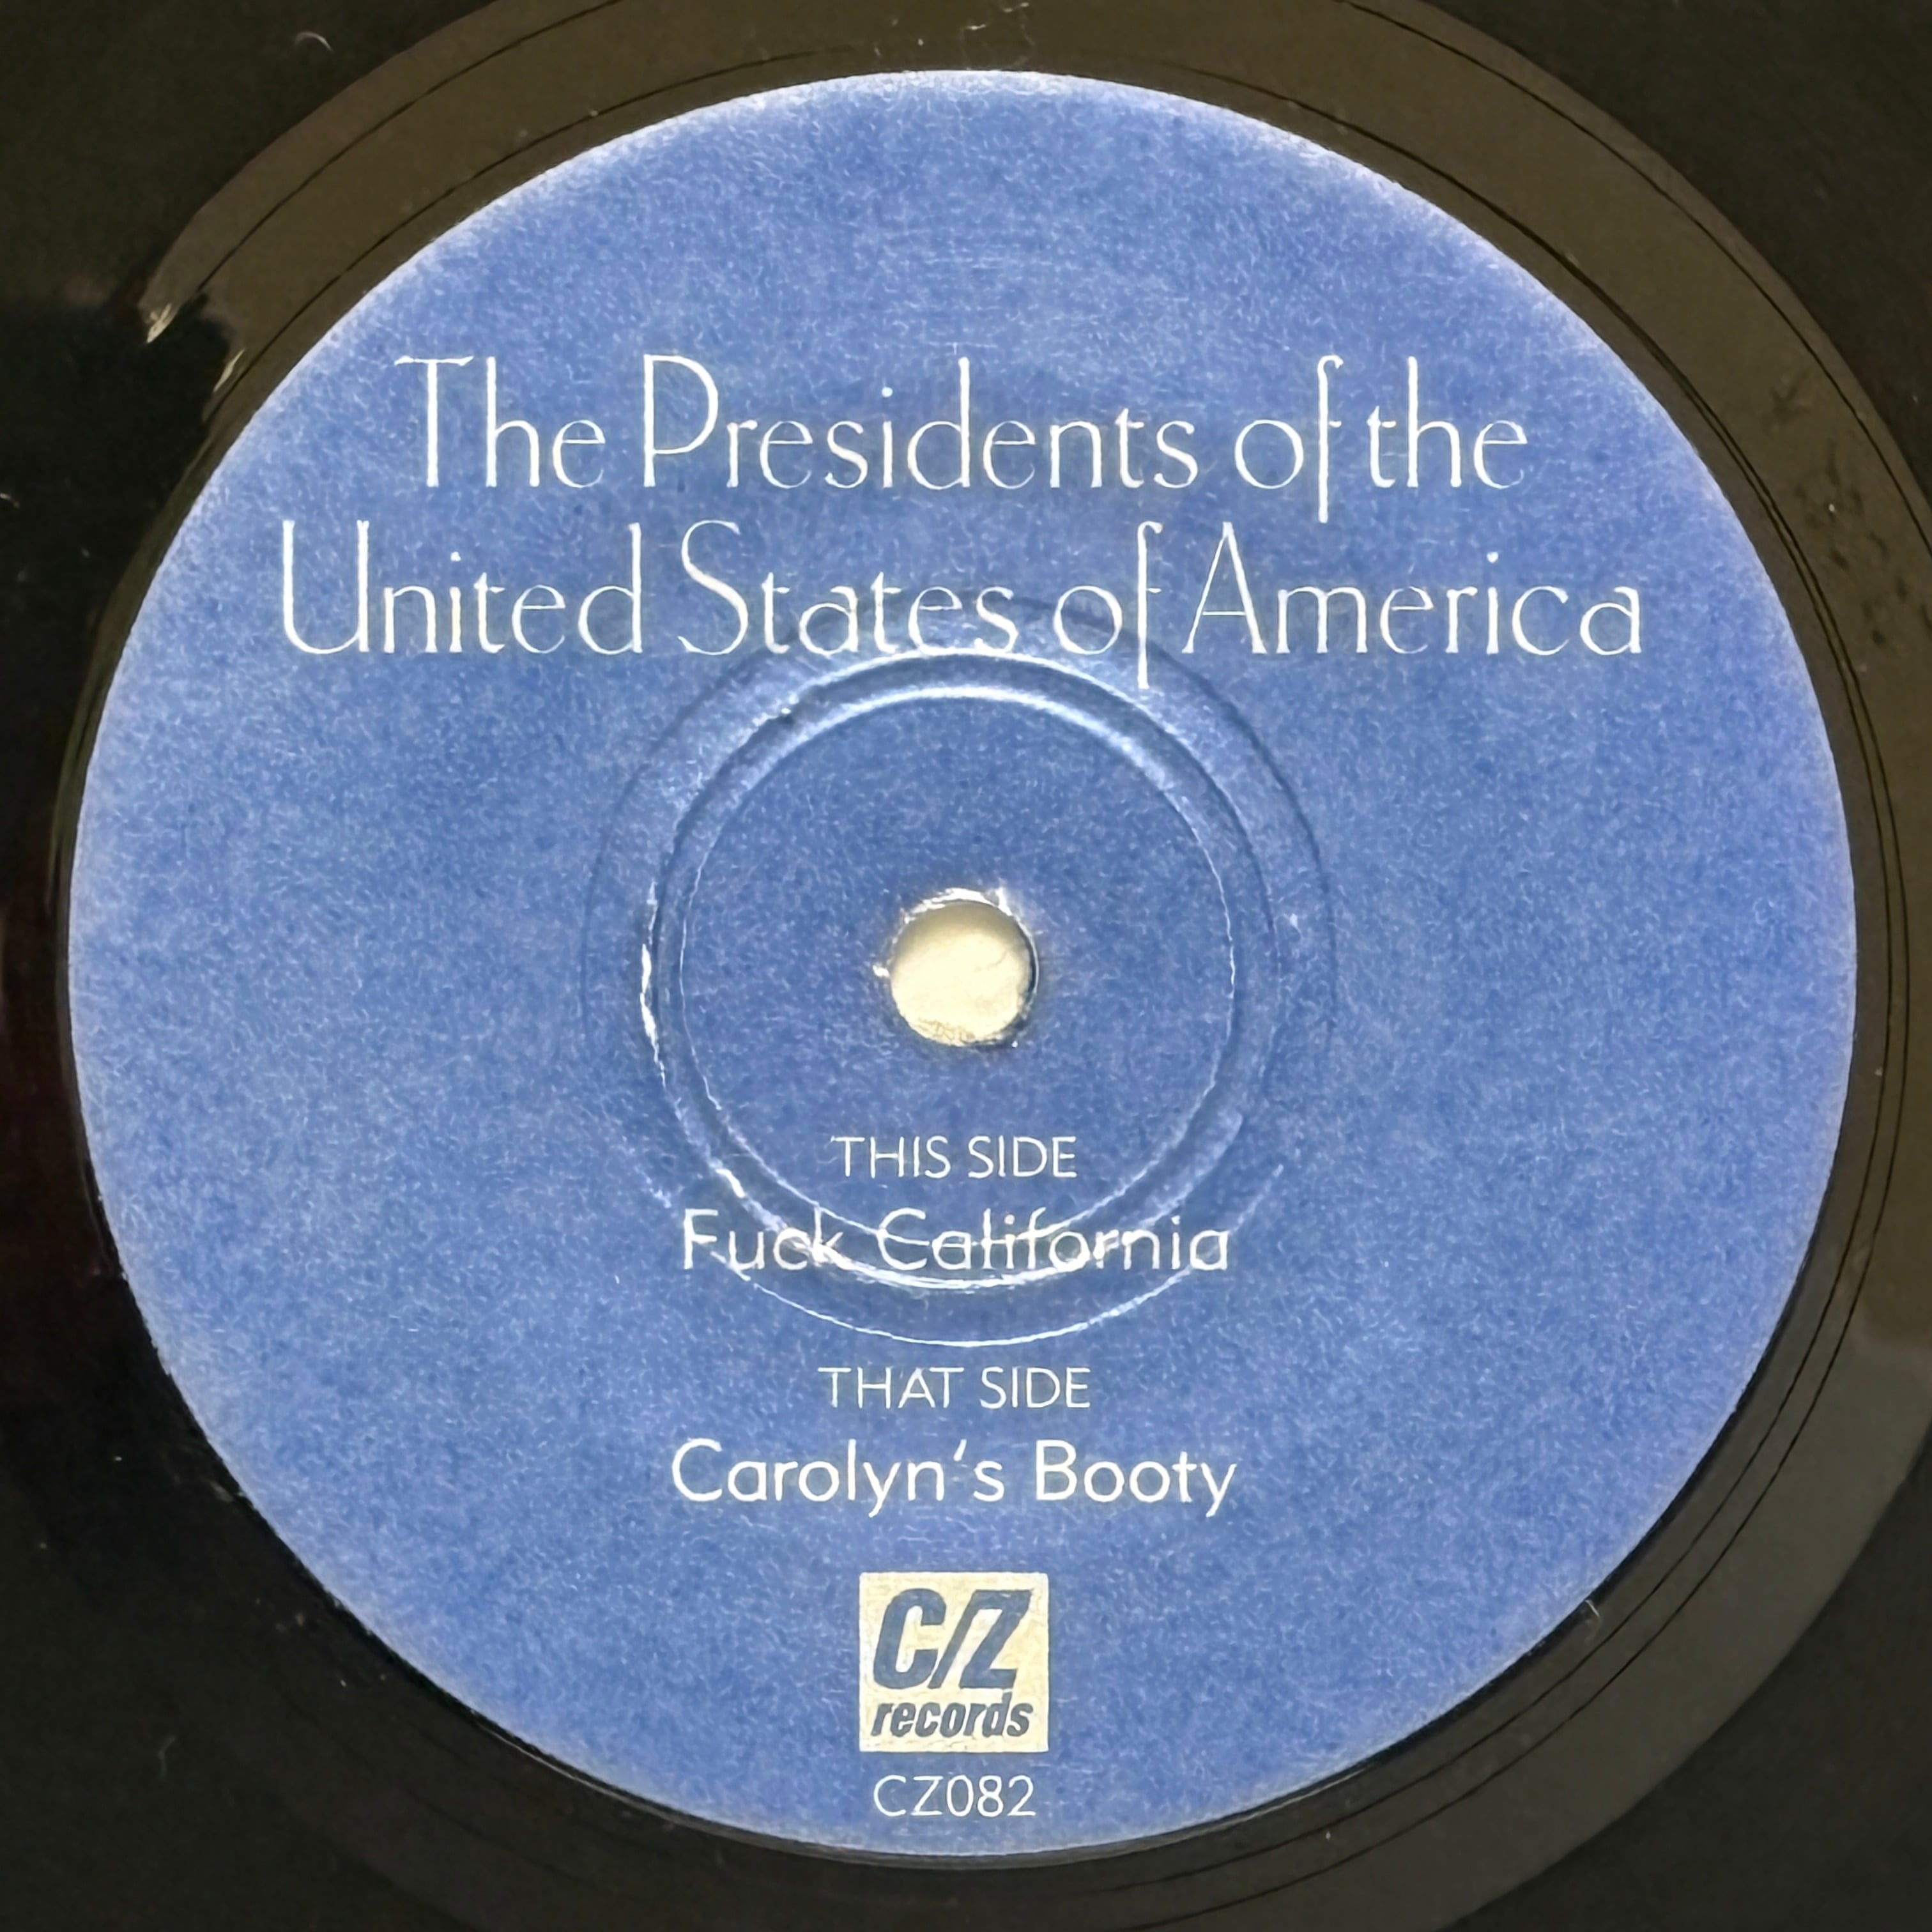 The Presidents of the
United States of America
THIS SIDE
Fuck California
THAT SIDE
Carolyn's Booty
C/Z
records
CZ082